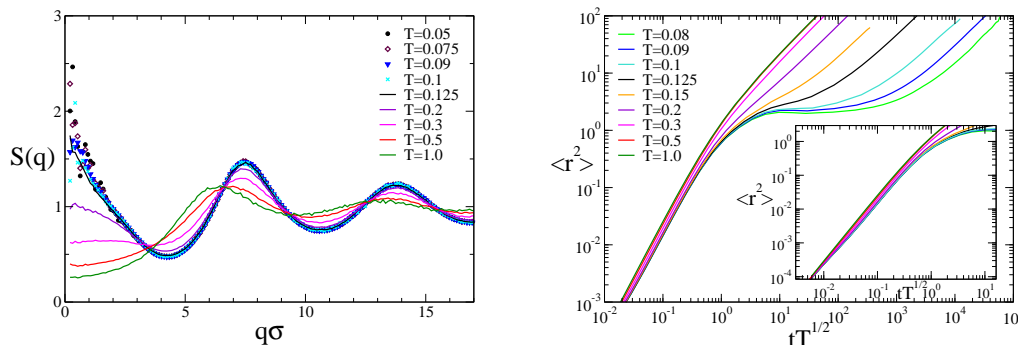 3
2
1
0
S(q)
0
5
10
15
qσ
T=0.05
T=0.075
T=0.09
T=0.1
T=0.125
T=0.2
T=0.3
T=0.5
T=1.0
10^2
10^1
10^0
10^-1
10^-2
10^-3
<r^2>
T=0.08
T=0.09
T=0.1
T=0.125
T=0.15
T=0.2
T=0.3
T=0.5
T=1.0
10^0
10^-1
10^-2
10^-3
10^-4
<r^2>
10^-2
10^-1
10^0
10^1
tT^1/2
10^-2
10^-1
10^0
10^1
10^2
10^3
10^4
10^5
tT^1/2